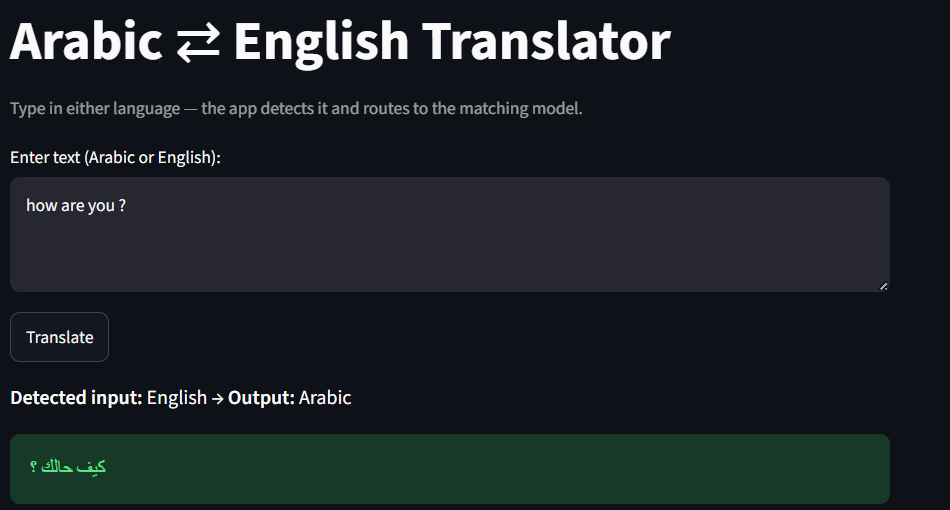 Arabic ⇄ English Translator
Type in either language — the app detects it and routes to the matching model.
Enter text (Arabic or English):
how are you ?
Translate
Detected input: English → Output: Arabic
كيِف حالك ؟